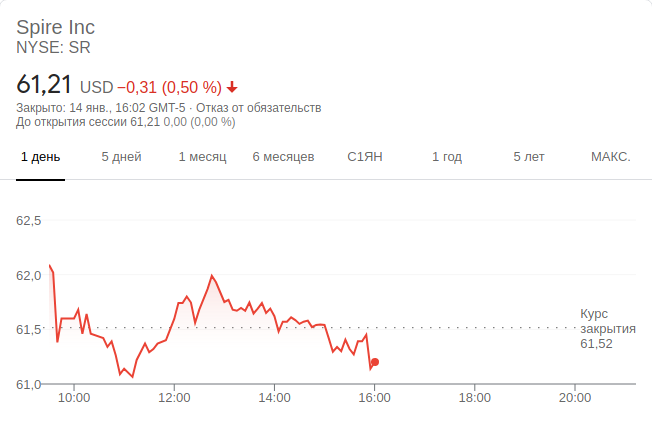 Spire Inc
NYSE: SR
61,21 USD −0,31 (0,50 %)
Закрыто: 14 янв., 16:02 GMT-5 · Отказ от обязательств
До открытия сессии 61,21 0,00 (0,00 %)
1 день 5 дней 1 месяц 6 месяцев С1ЯН 1 год 5 лет МАКС.
62,5
62,0
61,5
61,0
Курс
закрытия
61,52
10:00 12:00 14:00 16:00 18:00 20:00